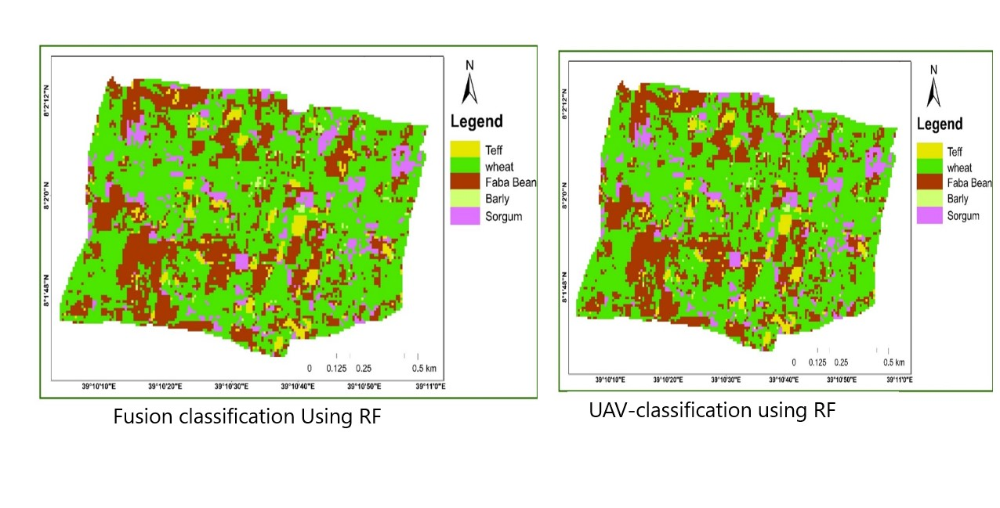 N
Legend
Teff
wheat
Faba Bean
Barly
Sorgum
8°2'12"N
8°2'0"N
8°1'48"N
0 0.125 0.25 0.5 km
39°10'10"E 39°10'20"E 39°10'30"E 39°10'40"E 39°10'50"E 39°11'0"E
Fusion classification Using RF
N
Legend
Teff
wheat
Faba Bean
Barly
Sorgum
8°2'12"N
8°2'0"N
8°1'48"N
0 0.125 0.25 0.5 km
39°10'10"E 39°10'20"E 39°10'30"E 39°10'40"E 39°10'50"E 39°11'0"E
UAV-classification using RF